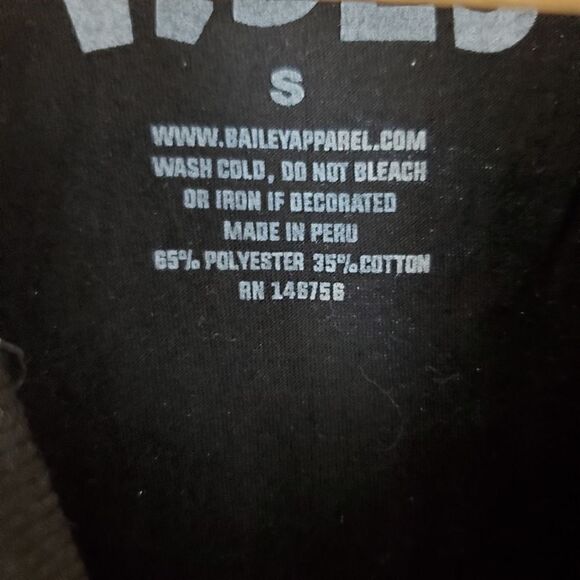 S
WWW.BAILEYAPPAREL.COM
WASH COLD, DO NOT BLEACH
OR IRON IF DECORATED
MADE IN PERU
65% POLYESTER 35% COTTON
RN 146756